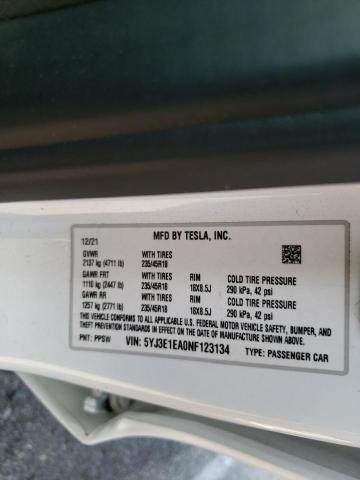 MFD BY TESLA, INC.
12/21
GVWR WITH TIRES
2137 kg (4711 lb) 235/45R18
GAWR FRT WITH TIRES RIM COLD TIRE PRESSURE
1110 kg (2447 lb) 235/45R18 18X8.5J 290 kPa, 42 psi
GAWR RR WITH TIRES RIM COLD TIRE PRESSURE
1257 kg (2771 lb) 235/45R18 18X8.5J 290 kPa, 42 psi
THIS VEHICLE CONFORMS TO ALL APPLICABLE U.S. FEDERAL MOTOR VEHICLE SAFETY, BUMPER, AND
THEFT PREVENTION STANDARDS IN EFFECT ON THE DATE OF MANUFACTURE SHOWN ABOVE.
PNT: PPSW VIN: 5YJ3E1EA0NF123134 TYPE: PASSENGER CAR